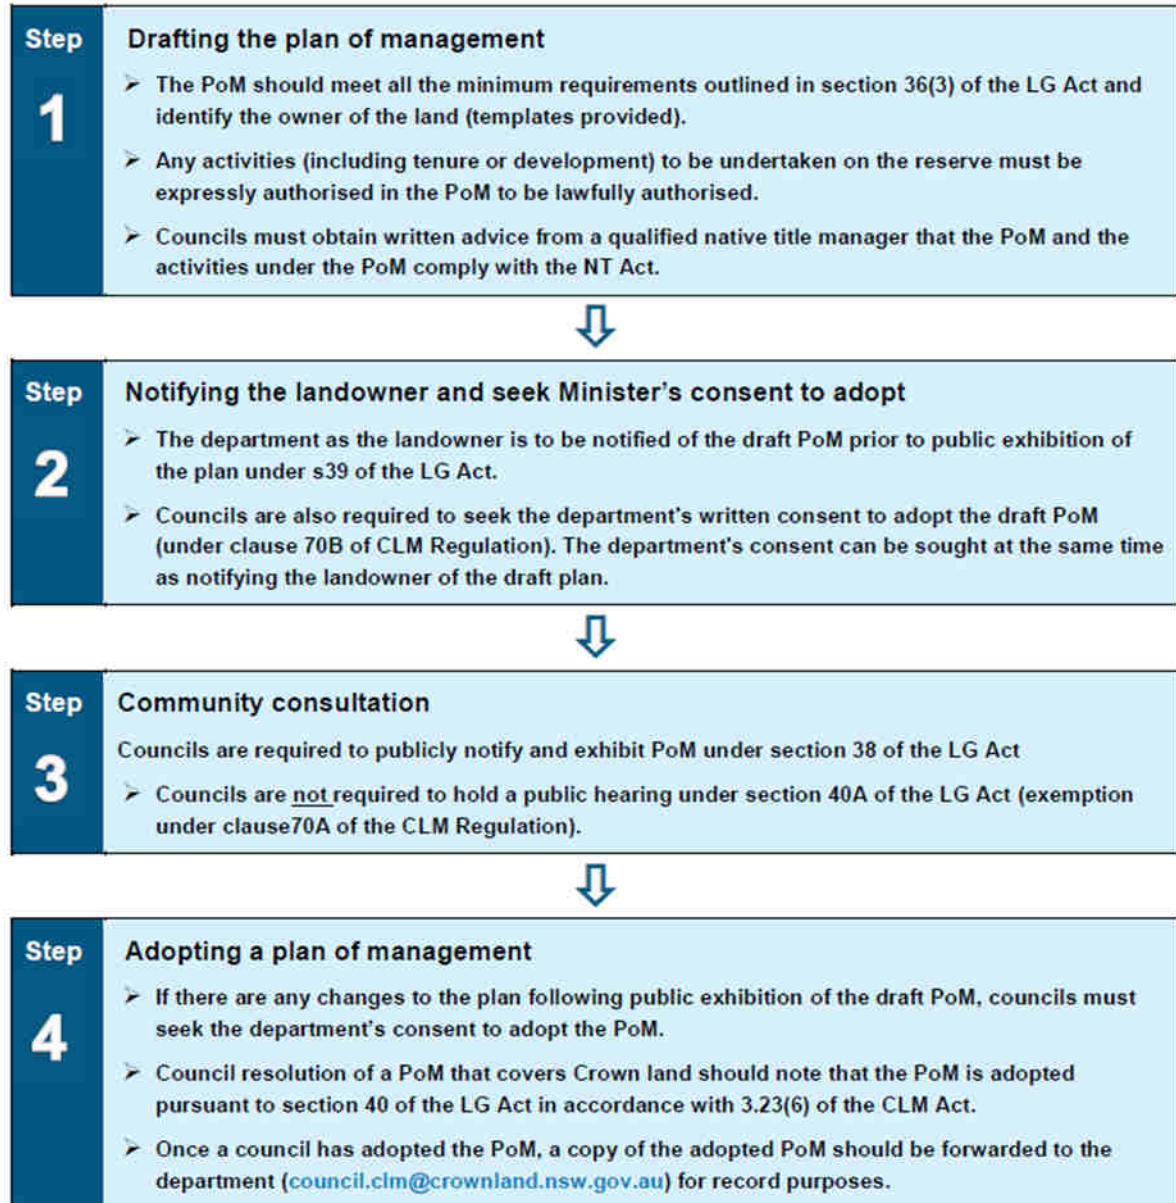 Step
1
Drafting the plan of management
➢ The PoM should meet all the minimum requirements outlined in section 36(3) of the LG Act and
identify the owner of the land (templates provided).
➢ Any activities (including tenure or development) to be undertaken on the reserve must be
expressly authorised in the PoM to be lawfully authorised.
➢ Councils must obtain written advice from a qualified native title manager that the PoM and the
activities under the PoM comply with the NT Act.
Step
2
Notifying the landowner and seek Minister's consent to adopt
➢ The department as the landowner is to be notified of the draft PoM prior to public exhibition of
the plan under s39 of the LG Act.
➢ Councils are also required to seek the department's written consent to adopt the draft PoM
(under clause 70B of CLM Regulation). The department's consent can be sought at the same time
as notifying the landowner of the draft plan.
Step
3
Community consultation
Councils are required to publicly notify and exhibit PoM under section 38 of the LG Act
➢ Councils are not required to hold a public hearing under section 40A of the LG Act (exemption
under clause70A of the CLM Regulation).
Step
4
Adopting a plan of management
➢ If there are any changes to the plan following public exhibition of the draft PoM, councils must
seek the department's consent to adopt the PoM.
➢ Council resolution of a PoM that covers Crown land should note that the PoM is adopted
pursuant to section 40 of the LG Act in accordance with 3.23(6) of the CLM Act.
➢ Once a council has adopted the PoM, a copy of the adopted PoM should be forwarded to the
department (council.clm@crownland.nsw.gov.au) for record purposes.